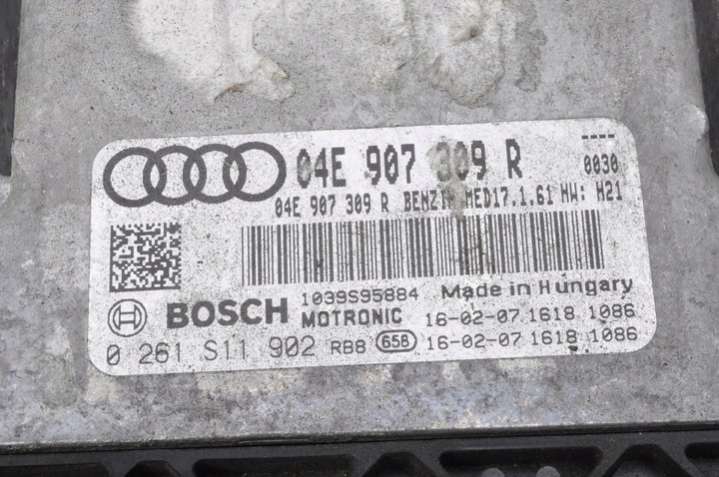 04E 907 309 R
----
0030
04E 907 309 R BENZIN MED17.1.61 HW: H21
1039S95884 Made in Hungary
BOSCH MOTRONIC 16-02-07 1618 1086
0 261 S11 902 RB8 658 16-02-07 1618 1086